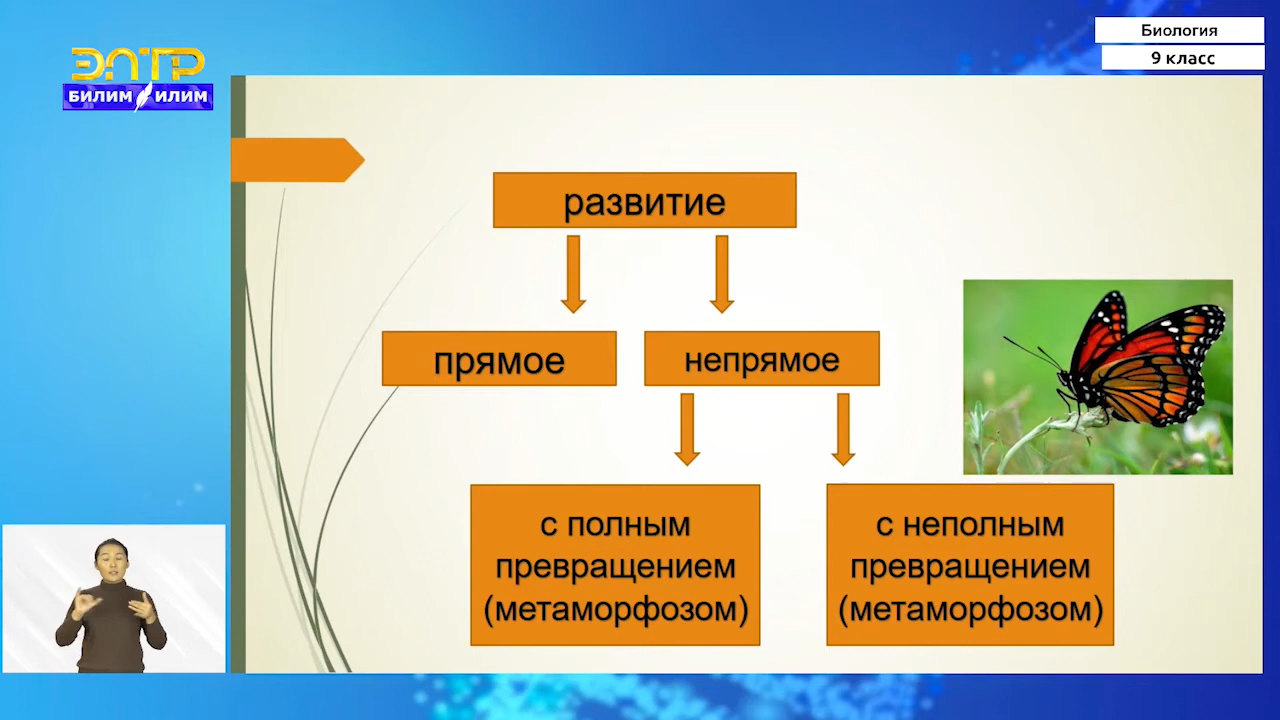 Биология
9 класс
ЭЛТР
БИЛИМ ИЛИМ
развитие
прямое
непрямое
с полным
превращением
(метаморфозом)
с неполным
превращением
(метаморфозом)